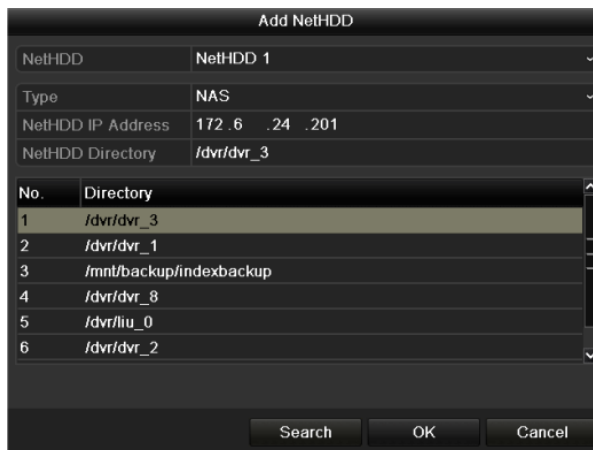 Add NetHDD
NetHDD NetHDD 1
Type NAS
NetHDD IP Address 172 .6 .24 .201
NetHDD Directory /dvr/dvr_3
No. Directory
1 /dvr/dvr_3
2 /dvr/dvr_1
3 /mnt/backup/indexbackup
4 /dvr/dvr_8
5 /dvr/liu_0
6 /dvr/dvr_2
Search OK Cancel